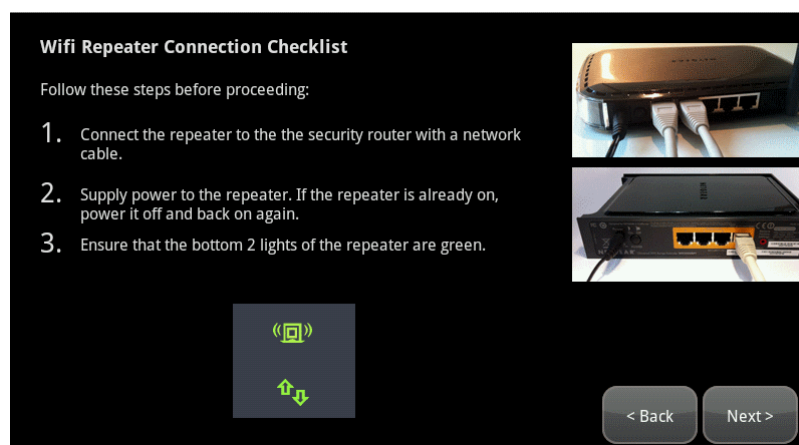 Wifi Repeater Connection Checklist
Follow these steps before proceeding:
1. Connect the repeater to the the security router with a network
cable.
2. Supply power to the repeater. If the repeater is already on,
power it off and back on again.
3. Ensure that the bottom 2 lights of the repeater are green.
< Back
Next >